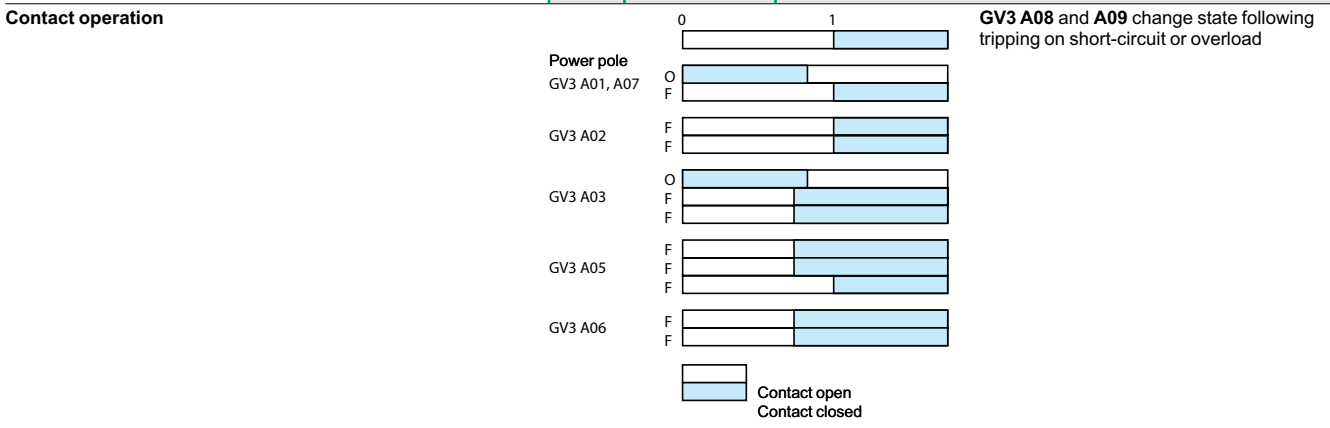 Contact operation
0 1
GV3 A08 and A09 change state following
tripping on short-circuit or overload
Power pole
GV3 A01, A07
O
F
GV3 A02
F
F
GV3 A03
O
F
F
GV3 A05
F
F
F
GV3 A06
F
F
Contact open
Contact closed